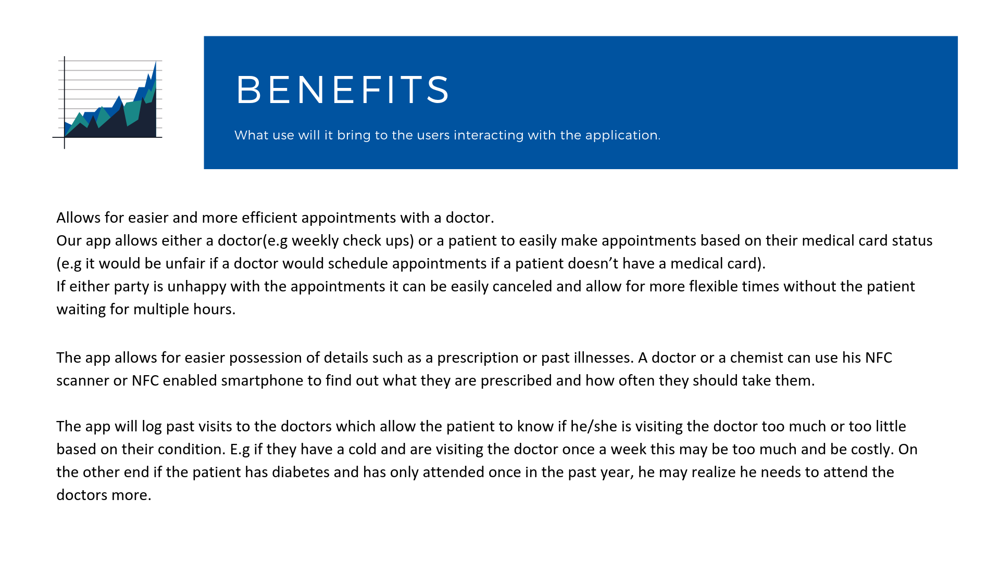 BENEFITS
What use will it bring to the users interacting with the application.
Allows for easier and more efficient appointments with a doctor.
Our app allows either a doctor(e.g weekly check ups) or a patient to easily make appointments based on their medical card status
(e.g it would be unfair if a doctor would schedule appointments if a patient doesn’t have a medical card).
If either party is unhappy with the appointments it can be easily canceled and allow for more flexible times without the patient
waiting for multiple hours.
The app allows for easier possession of details such as a prescription or past illnesses. A doctor or a chemist can use his NFC
scanner or NFC enabled smartphone to find out what they are prescribed and how often they should take them.
The app will log past visits to the doctors which allow the patient to know if he/she is visiting the doctor too much or too little
based on their condition. E.g if they have a cold and are visiting the doctor once a week this may be too much and be costly. On
the other end if the patient has diabetes and has only attended once in the past year, he may realize he needs to attend the
doctors more.